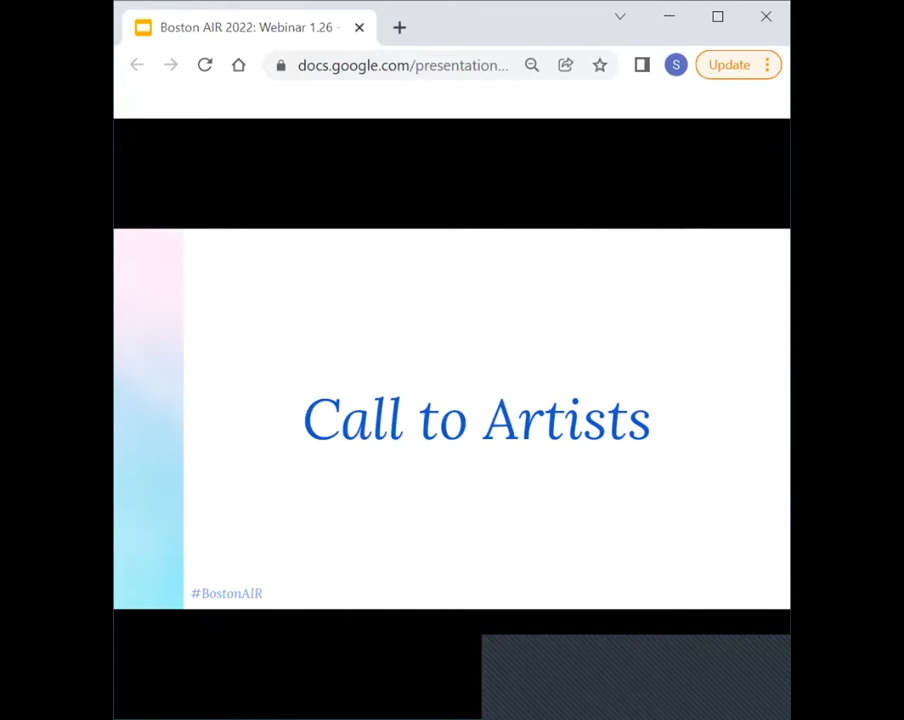 Boston AIR 2022: Webinar 1.26 -
docs.google.com/presentation...
S
Update
Call to Artists
#BostonAIR